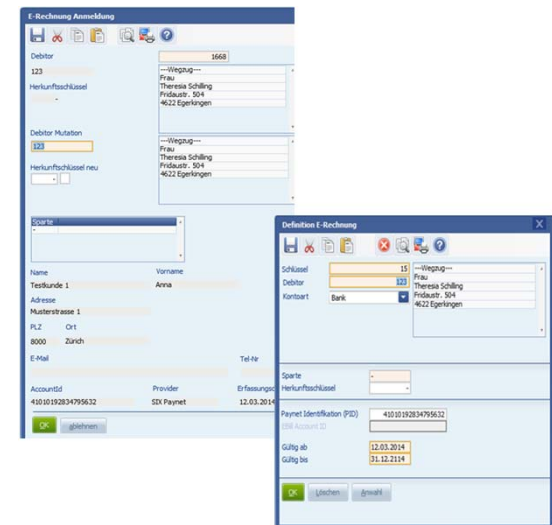 E-Rechnung Anmeldung
Debitor
1668
123
---Wegzug---
Frau
Theresia Schilling
Fridaustr. 504
4622 Egerkingen
Herkunftsschlüssel
-
Debitor Mutation
123
---Wegzug---
Frau
Theresia Schilling
Fridaustr. 504
4622 Egerkingen
Herkunftschlüssel neu
-
Sparte
-
Name
Vorname
Testkunde 1
Anna
Adresse
Musterstrasse 1
PLZ Ort
8000 Zürich
E-Mail
Tel-Nr
AccountId
Provider
Erfassungsd
41010192834795632
SIX Paynet
12.03.2014
OK
ablehnen
Definition E-Rechnung
X
Schlüssel
15
Debitor
123
Kontoart
Bank
---Wegzug---
Frau
Theresia Schilling
Fridaustr. 504
4622 Egerkingen
Sparte
-
Herkunftsschlüssel
-
Paynet Identifikation (PID)
41010192834795632
Gültig ab
12.03.2014
Gültig bis
31.12.2114
OK
Löschen
Anwahl